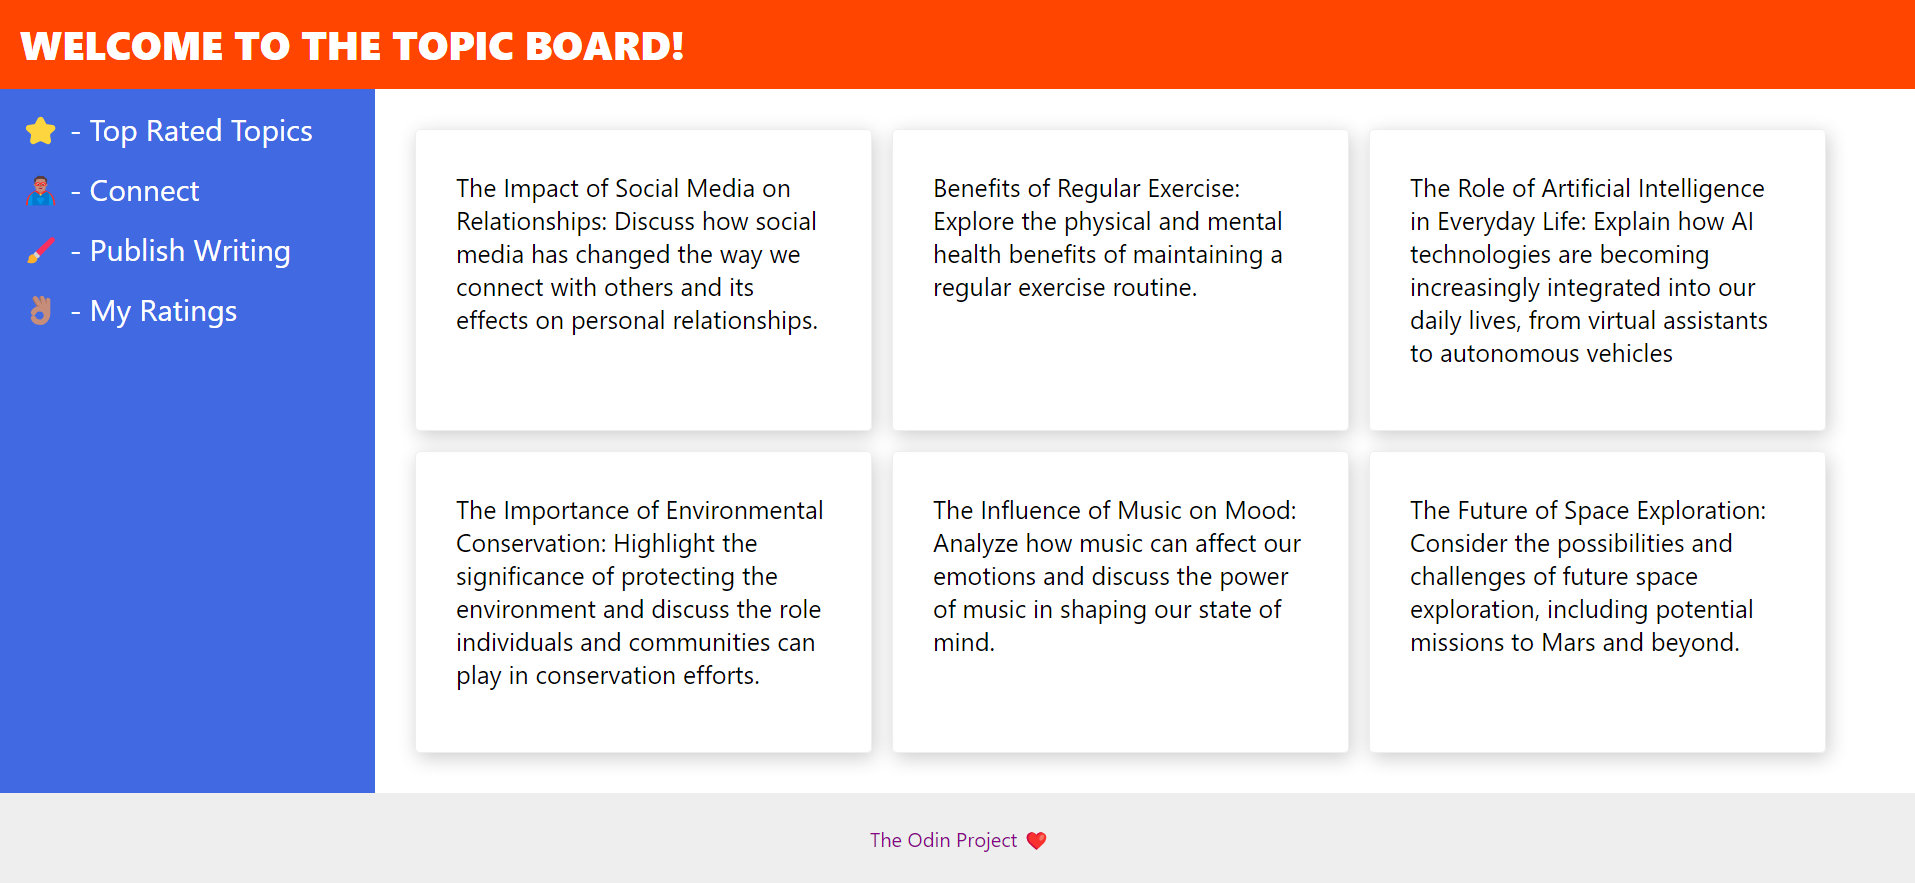 WELCOME TO THE TOPIC BOARD!
⭐ - Top Rated Topics
- Connect
- Publish Writing
- My Ratings
The Impact of Social Media on
Relationships: Discuss how social
media has changed the way we
connect with others and its
effects on personal relationships.
Benefits of Regular Exercise:
Explore the physical and mental
health benefits of maintaining a
regular exercise routine.
The Role of Artificial Intelligence
in Everyday Life: Explain how AI
technologies are becoming
increasingly integrated into our
daily lives, from virtual assistants
to autonomous vehicles
The Importance of Environmental
Conservation: Highlight the
significance of protecting the
environment and discuss the role
individuals and communities can
play in conservation efforts.
The Influence of Music on Mood:
Analyze how music can affect our
emotions and discuss the power
of music in shaping our state of
mind.
The Future of Space Exploration:
Consider the possibilities and
challenges of future space
exploration, including potential
missions to Mars and beyond.
The Odin Project ❤️